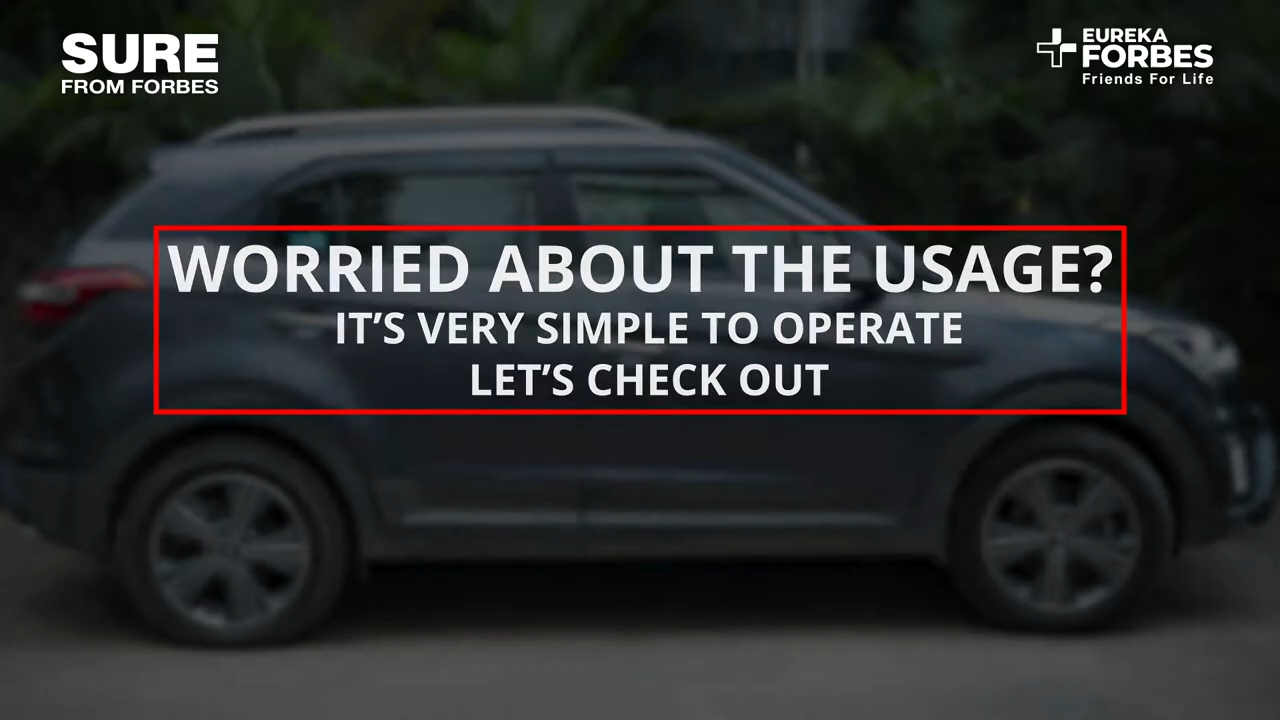 SURE
FROM FORBES
EUREKA
FORBES
Friends For Life
WORRIED ABOUT THE USAGE?
IT'S VERY SIMPLE TO OPERATE
LET'S CHECK OUT